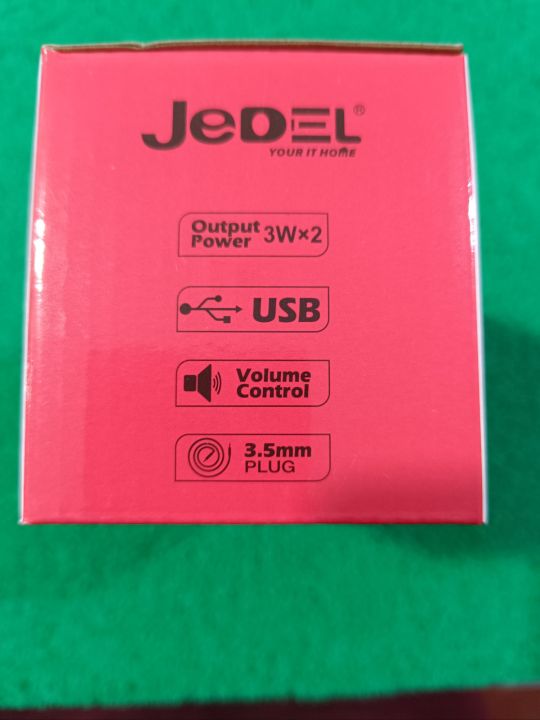 JeDEL®
YOUR IT HOME
Output
Power 3W×2
USB
Volume
Control
3.5mm
PLUG